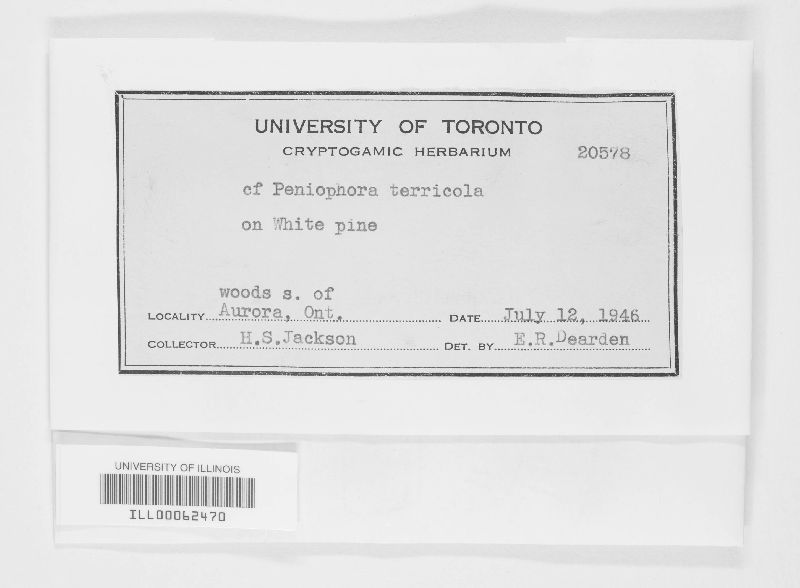 UNIVERSITY OF TORONTO
CRYPTOGAMIC HERBARIUM 20578
cf Peniophora terricola
on White pine
woods s. of
LOCALITY Aurora, Ont. DATE July 12, 1946
COLLECTOR H.S.Jackson DET. BY E.R.Dearden
UNIVERSITY OF ILLINOIS
ILL00062470